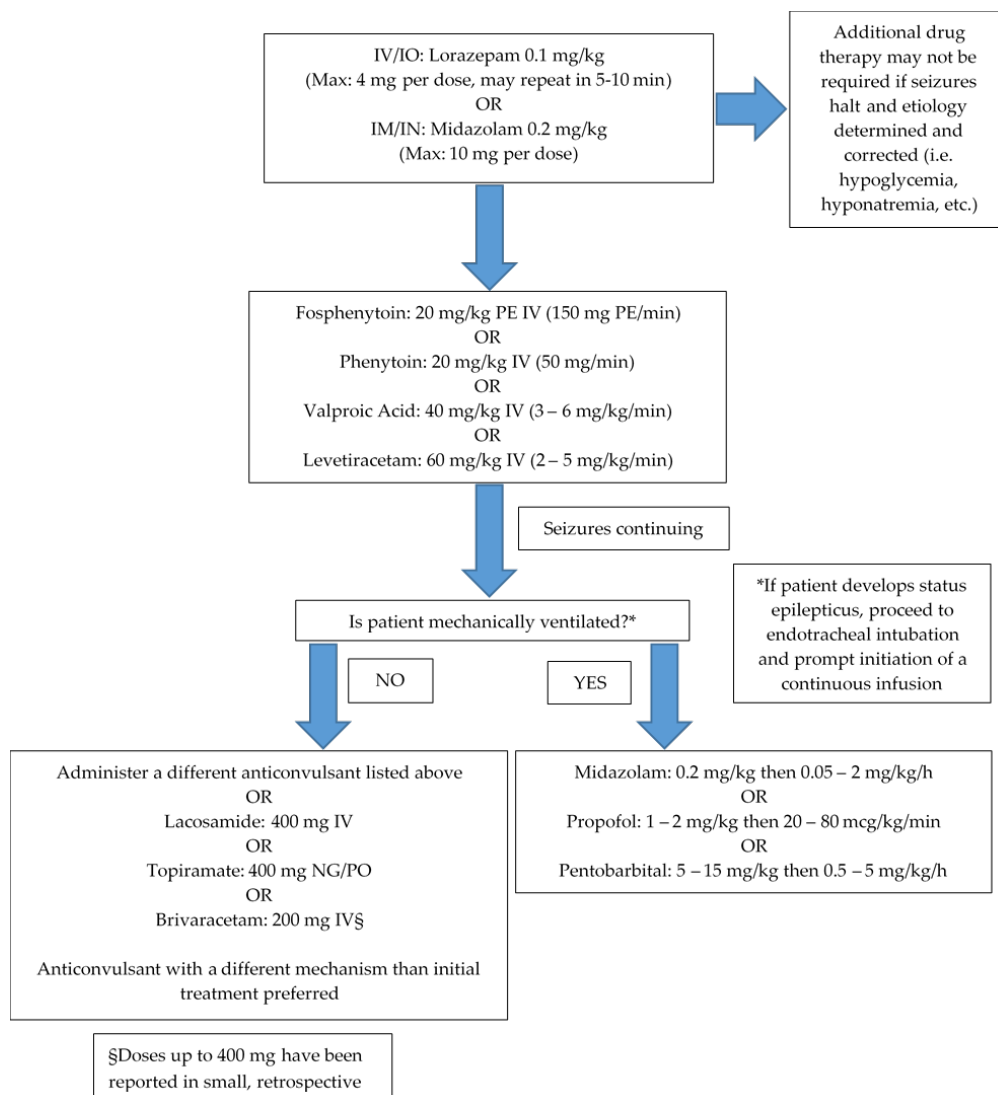 IV/IO: Lorazepam 0.1 mg/kg
(Max: 4 mg per dose, may repeat in 5-10 min)
OR
IM/IN: Midazolam 0.2 mg/kg
(Max: 10 mg per dose)
Additional drug
therapy may not be
required if seizures
halt and etiology
determined and
corrected (i.e.
hypoglycemia,
hyponatremia, etc.)
Fosphenytoin: 20 mg/kg PE IV (150 mg PE/min)
OR
Phenytoin: 20 mg/kg IV (50 mg/min)
OR
Valproic Acid: 40 mg/kg IV (3 – 6 mg/kg/min)
OR
Levetiracetam: 60 mg/kg IV (2 – 5 mg/kg/min)
Seizures continuing
Is patient mechanically ventilated?*
*If patient develops status
epilepticus, proceed to
endotracheal intubation
and prompt initiation of a
continuous infusion
NO
YES
Administer a different anticonvulsant listed above
OR
Lacosamide: 400 mg IV
OR
Topiramate: 400 mg NG/PO
OR
Brivaracetam: 200 mg IV§
Anticonvulsant with a different mechanism than initial
treatment preferred
Midazolam: 0.2 mg/kg then 0.05 – 2 mg/kg/h
OR
Propofol: 1 – 2 mg/kg then 20 – 80 mcg/kg/min
OR
Pentobarbital: 5 – 15 mg/kg then 0.5 – 5 mg/kg/h
§Doses up to 400 mg have been
reported in small, retrospective